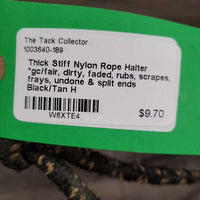 The Tack Collector
1003640-189
Thick Stiff Nylon Rope Halter
*gc/fair, dirty, faded, rubs, scrapes,
frays, undone & split ends
Black/Tan H
$9.70
W6XTE4